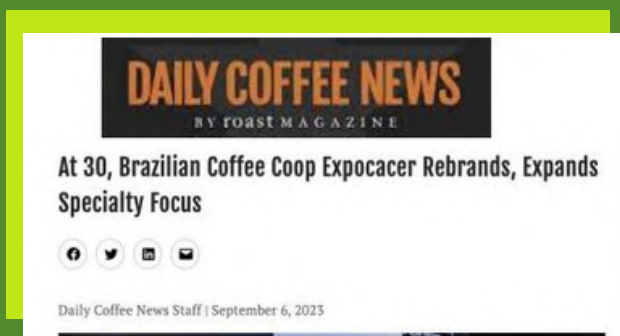 DAILY COFFEE NEWS
BY roast MAGAZINE
At 30, Brazilian Coffee Coop Expocacer Rebrands, Expands
Specialty Focus
Daily Coffee News Staff | September 6, 2023